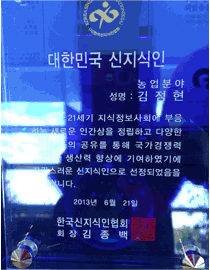 대한민국 신지식인
농업분야
성명 : 김정현
21세기 지식정보사회에 부응
하는 새로운 인간상을 정립하고 다양한
공유를 통해 국가경쟁력
생산력 향상에 기여하였기에
자랑스러운 신지식인으로 선정되었음을
2013년 6월 21일
한국신지식인협회
회장 김종백